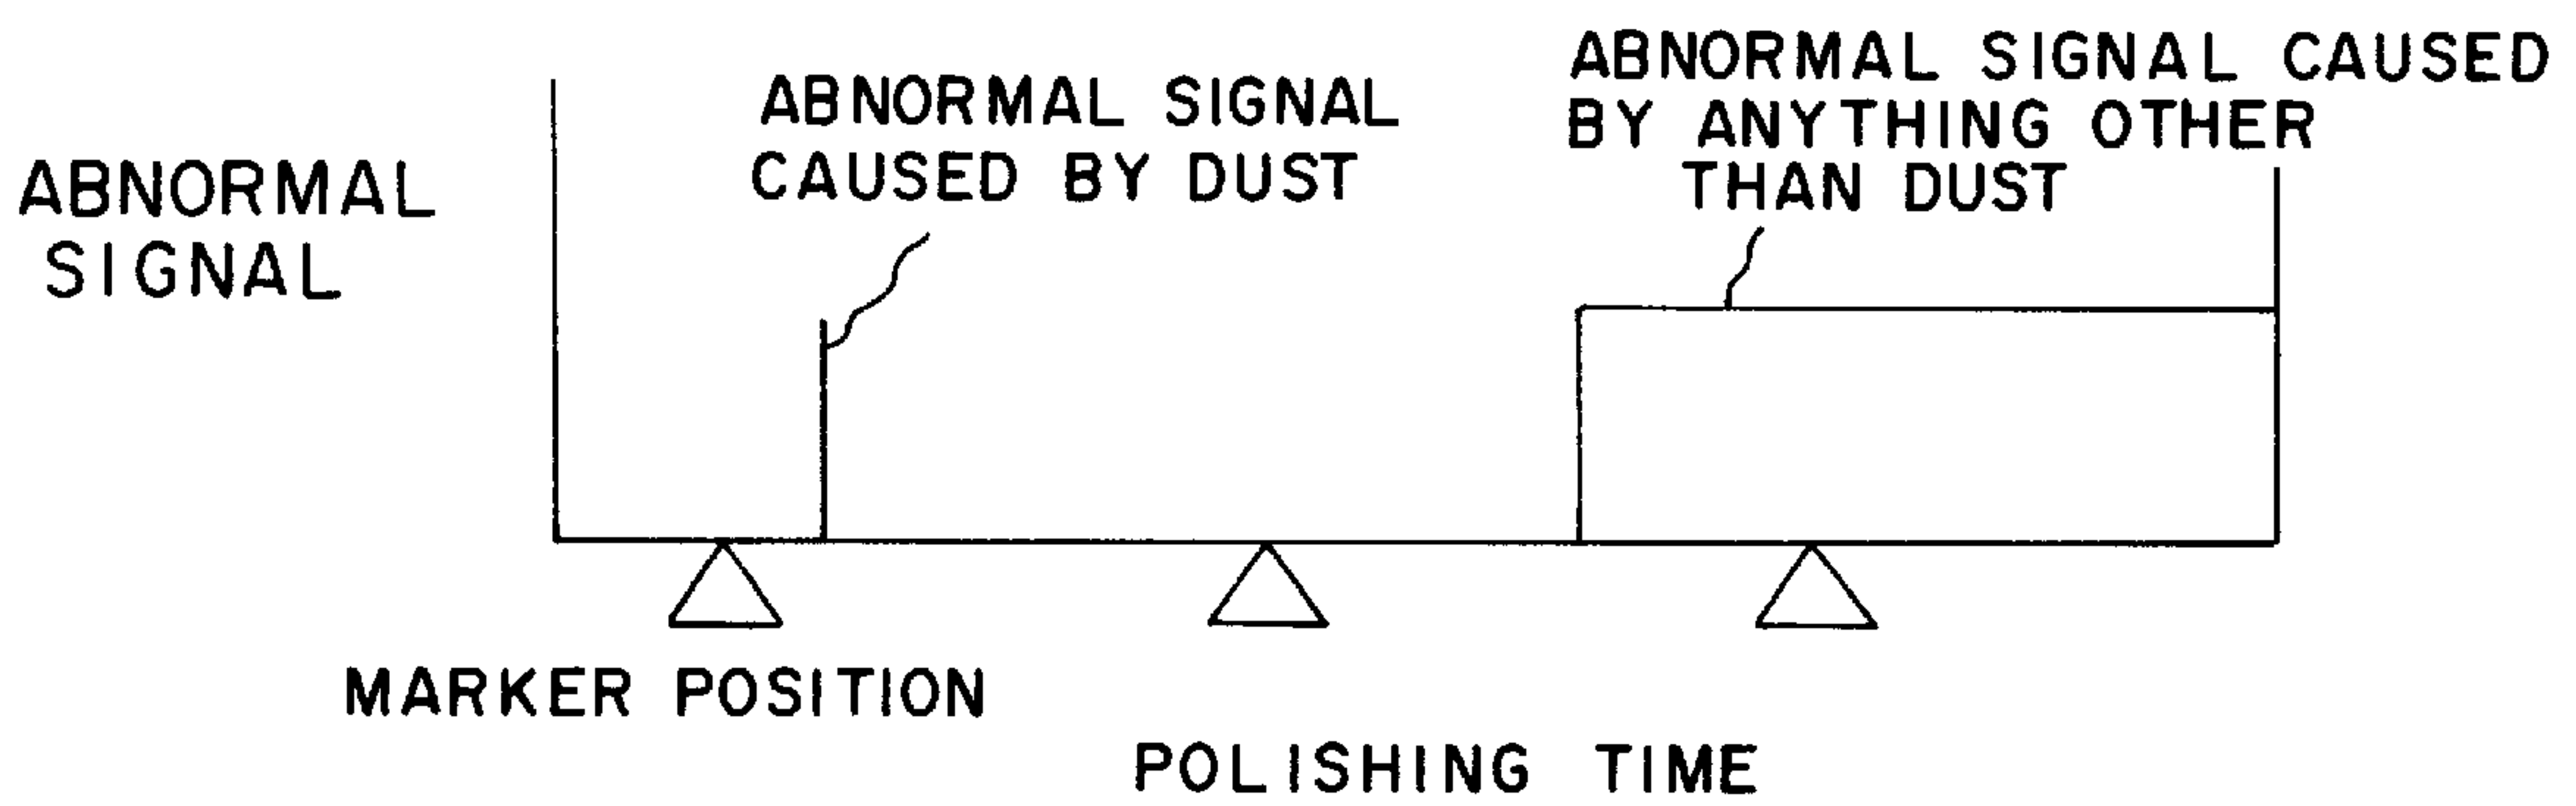 ABNORMAL
SIGNAL
ABNORMAL SIGNAL
CAUSED BY DUST
ABNORMAL SIGNAL CAUSED
BY ANYTHING OTHER
THAN DUST
MARKER POSITION
POLISHING TIME